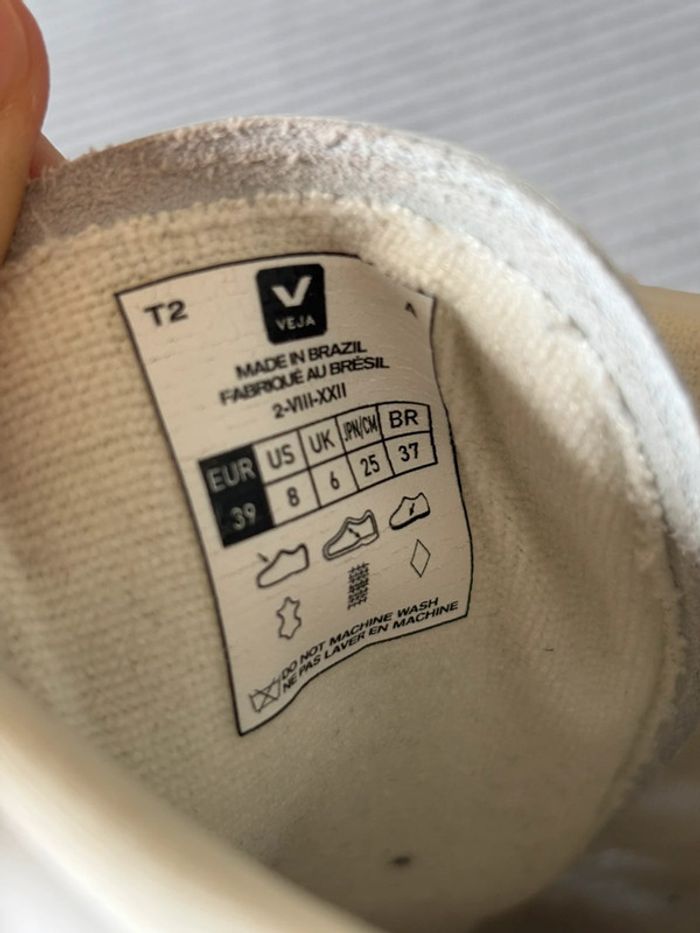 T2
V
VEJA
A
MADE IN BRAZIL
FABRIQUÉ AU BRÉSIL
2-VIII-XXII
EUR US UK JPN/CM BR
39 8 6 25 37
DO NOT MACHINE WASH
NE PAS LAVER EN MACHINE